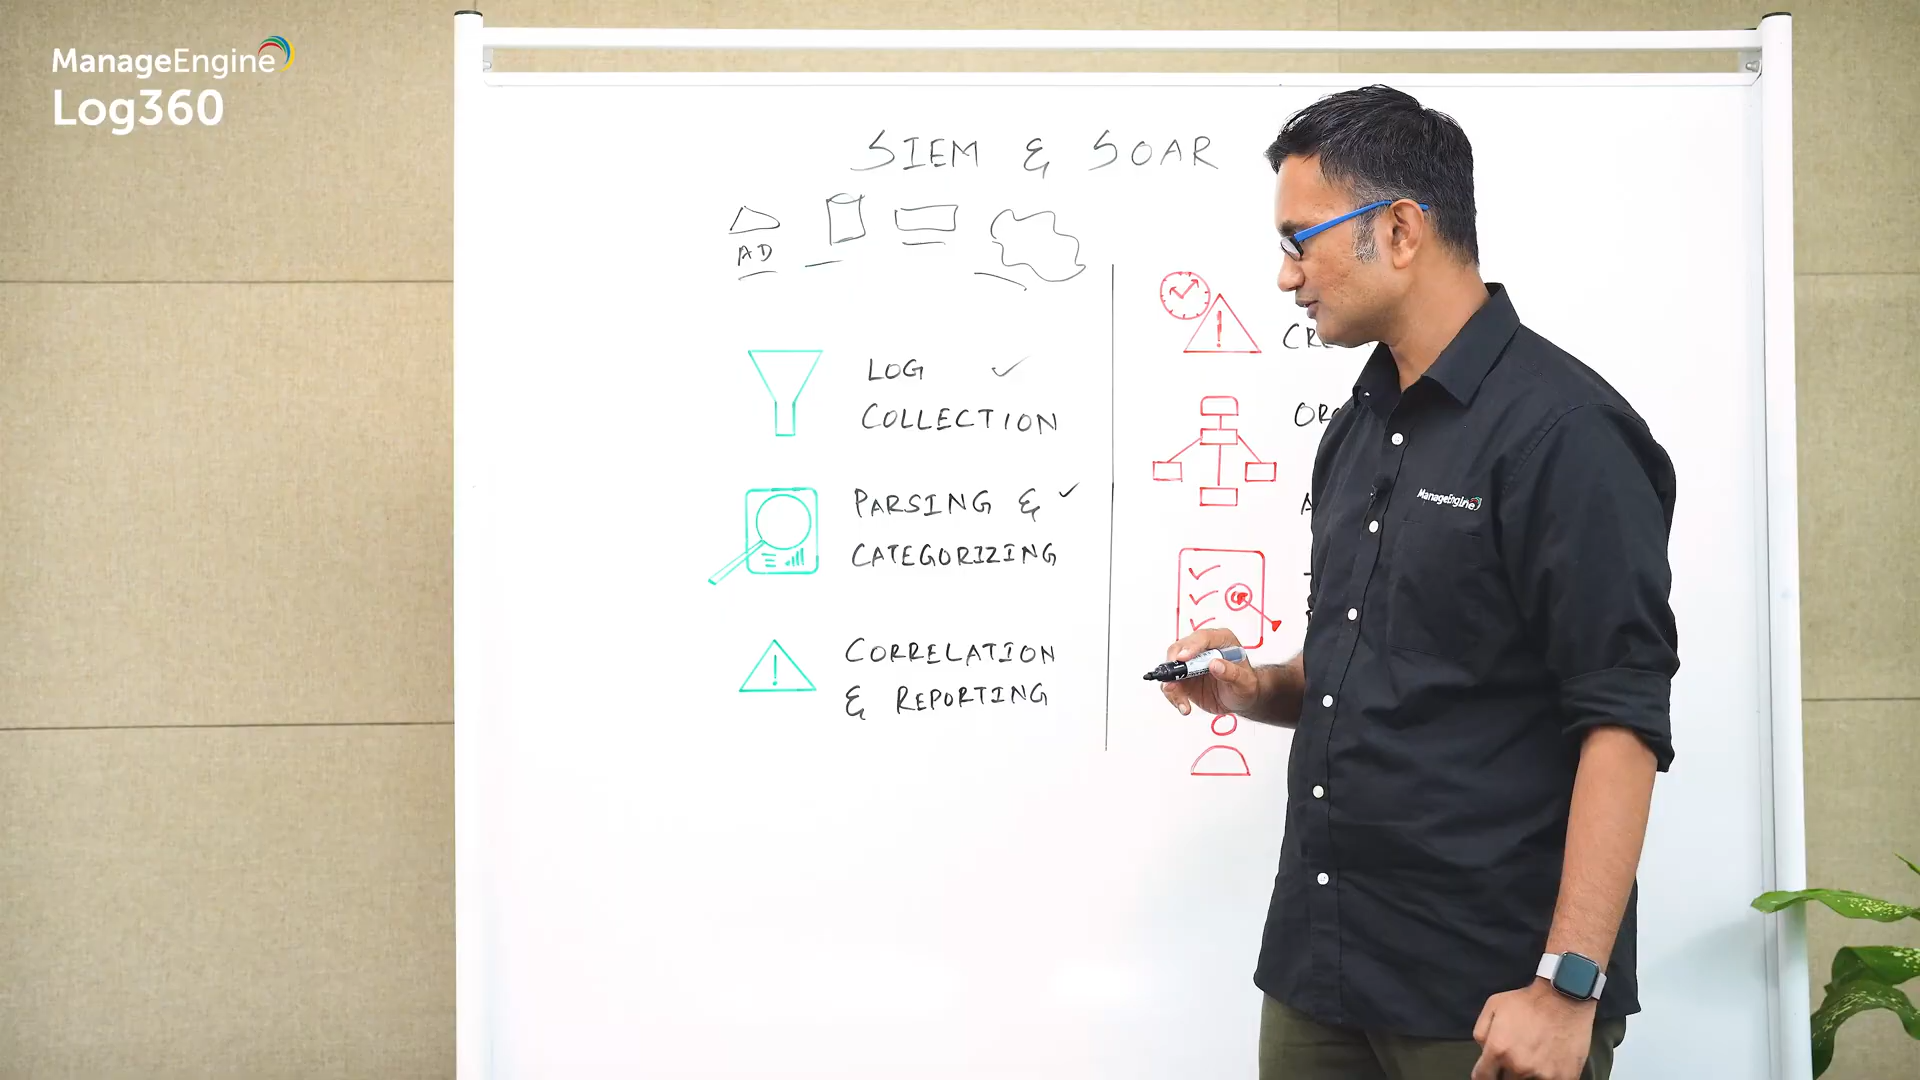 ManageEngine
Log360
SIEM & SOAR
AD
LOG
COLLECTION
PARSING &
CATEGORIZING
CORRELATION
& REPORTING
ManageEngine